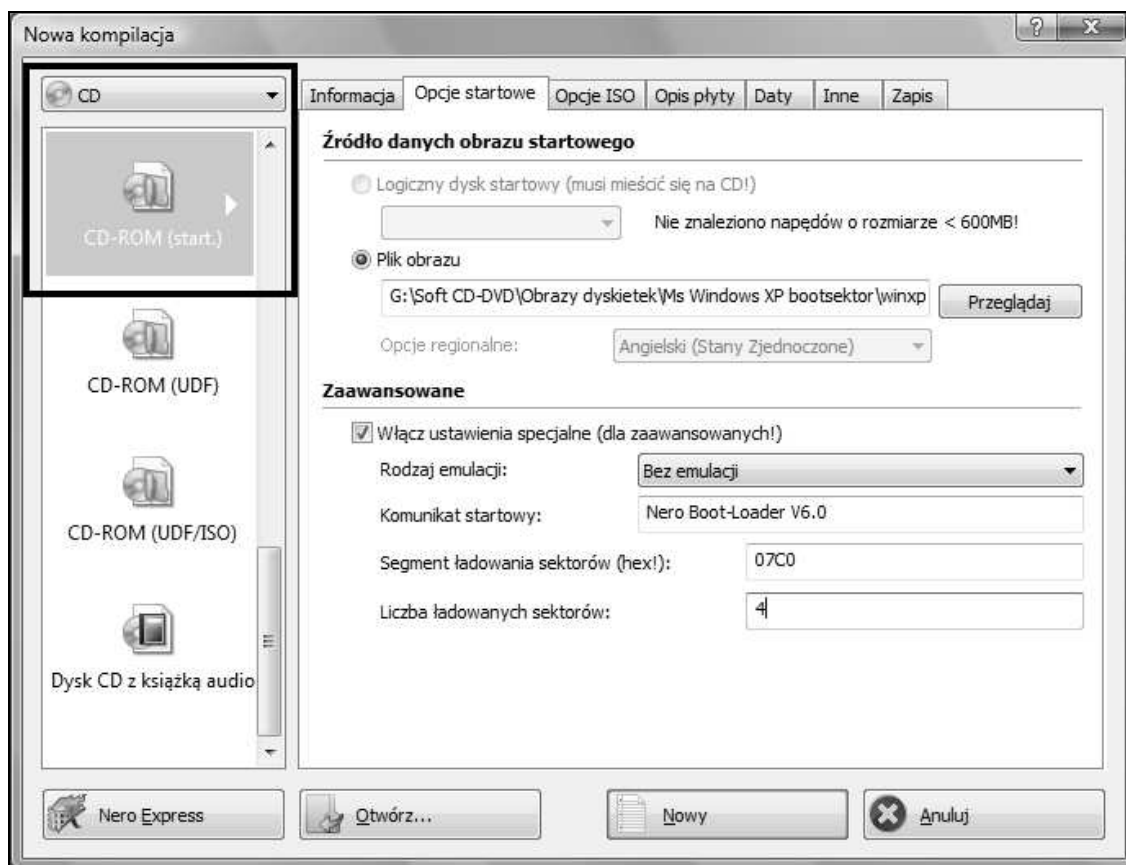 Nowa kompilacja
CD
CD-ROM (start.)
CD-ROM (UDF)
CD-ROM (UDF/ISO)
Dysk CD z książką audio
Informacja Opcje startowe Opcje ISO Opis płyty Daty Inne Zapis
Źródło danych obrazu startowego
Logiczny dysk startowy (musi mieścić się na CD!)
Nie znaleziono napędów o rozmiarze < 600MB!
Plik obrazu
G:\Soft CD-DVD\Obrazy dyskietek\Ms Windows XP bootsektor\winxp Przeglądaj
Opcje regionalne: Angielski (Stany Zjednoczone)
Zaawansowane
Włącz ustawienia specjalne (dla zaawansowanych!)
Rodzaj emulacji: Bez emulacji
Komunikat startowy: Nero Boot-Loader V6.0
Segment ładowania sektorów (hex!): 07C0
Liczba ładowanych sektorów: 4
Nero Express Otwórz... Nowy Anuluj